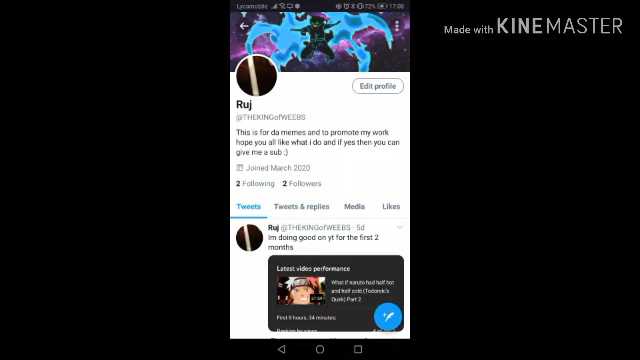 Lycamobile
72% 17:08
Made with KINEMASTER
Edit profile
Ruj
@THEKINGofWEEBS
This is for da memes and to promote my work
hope you all like what i do and if yes then you can
give me a sub :)
Joined March 2020
2 Following 2 Followers
Tweets Tweets & replies Media Likes
Ruj @THEKINGofWEEBS · 5d
Im doing good on yt for the first 2
months
Latest video performance
What if naruto had half hot
and half cold (Todoroki's
Quirk) Part 2
First 9 hours, 34 minutes:
Ranking by views